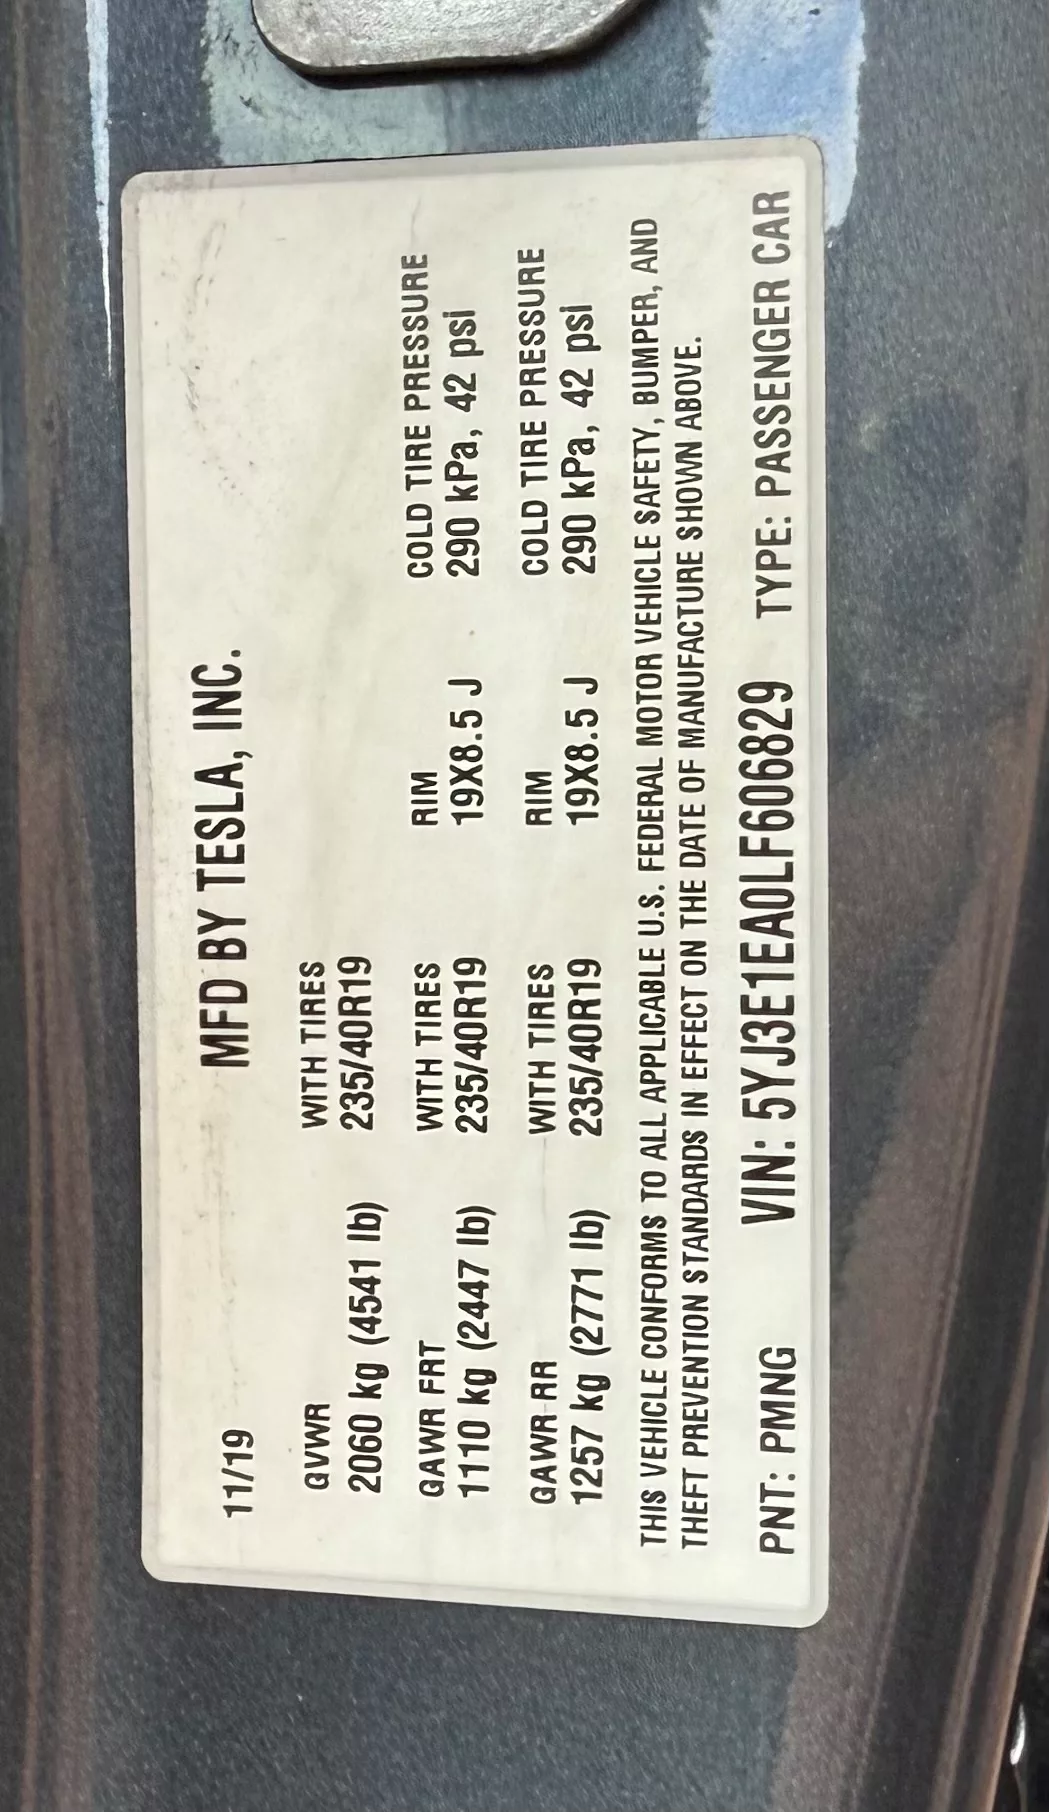 11/19 MFD BY TESLA, INC.
GVWR WITH TIRES
2060 kg (4541 lb) 235/40R19
GAWR FRT WITH TIRES RIM COLD TIRE PRESSURE
1110 kg (2447 lb) 235/40R19 19X8.5 J 290 kPa, 42 psi
GAWR RR WITH TIRES RIM COLD TIRE PRESSURE
1257 kg (2771 lb) 235/40R19 19X8.5 J 290 kPa, 42 psi
THIS VEHICLE CONFORMS TO ALL APPLICABLE U.S. FEDERAL MOTOR VEHICLE SAFETY, BUMPER, AND
THEFT PREVENTION STANDARDS IN EFFECT ON THE DATE OF MANUFACTURE SHOWN ABOVE.
PNT: PMNG VIN: 5YJ3E1EA0LF606829 TYPE: PASSENGER CAR